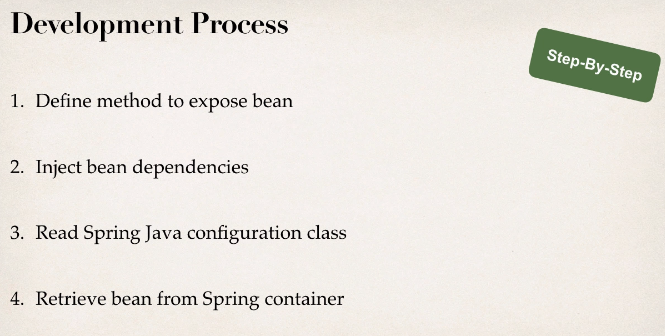 Development Process
Step-By-Step
1. Define method to expose bean
2. Inject bean dependencies
3. Read Spring Java configuration class
4. Retrieve bean from Spring container